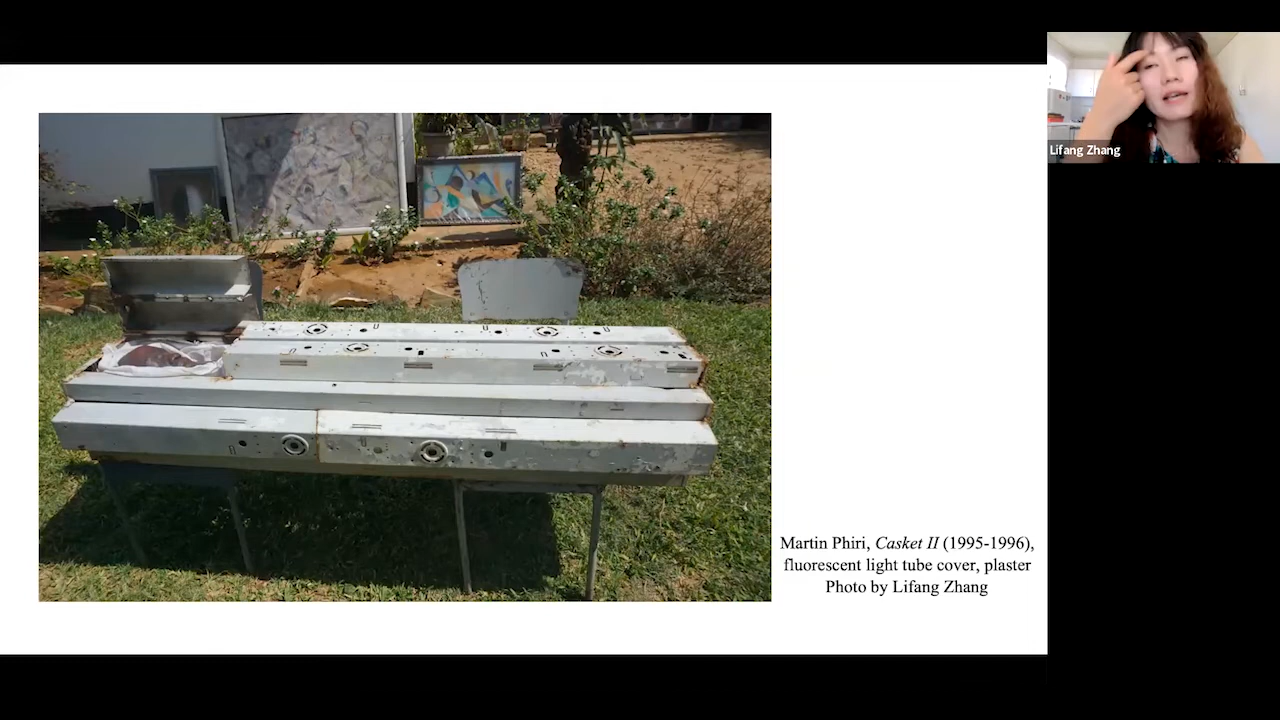 Lifang Zhang
Martin Phiri, Casket II (1995-1996),
fluorescent light tube cover, plaster
Photo by Lifang Zhang